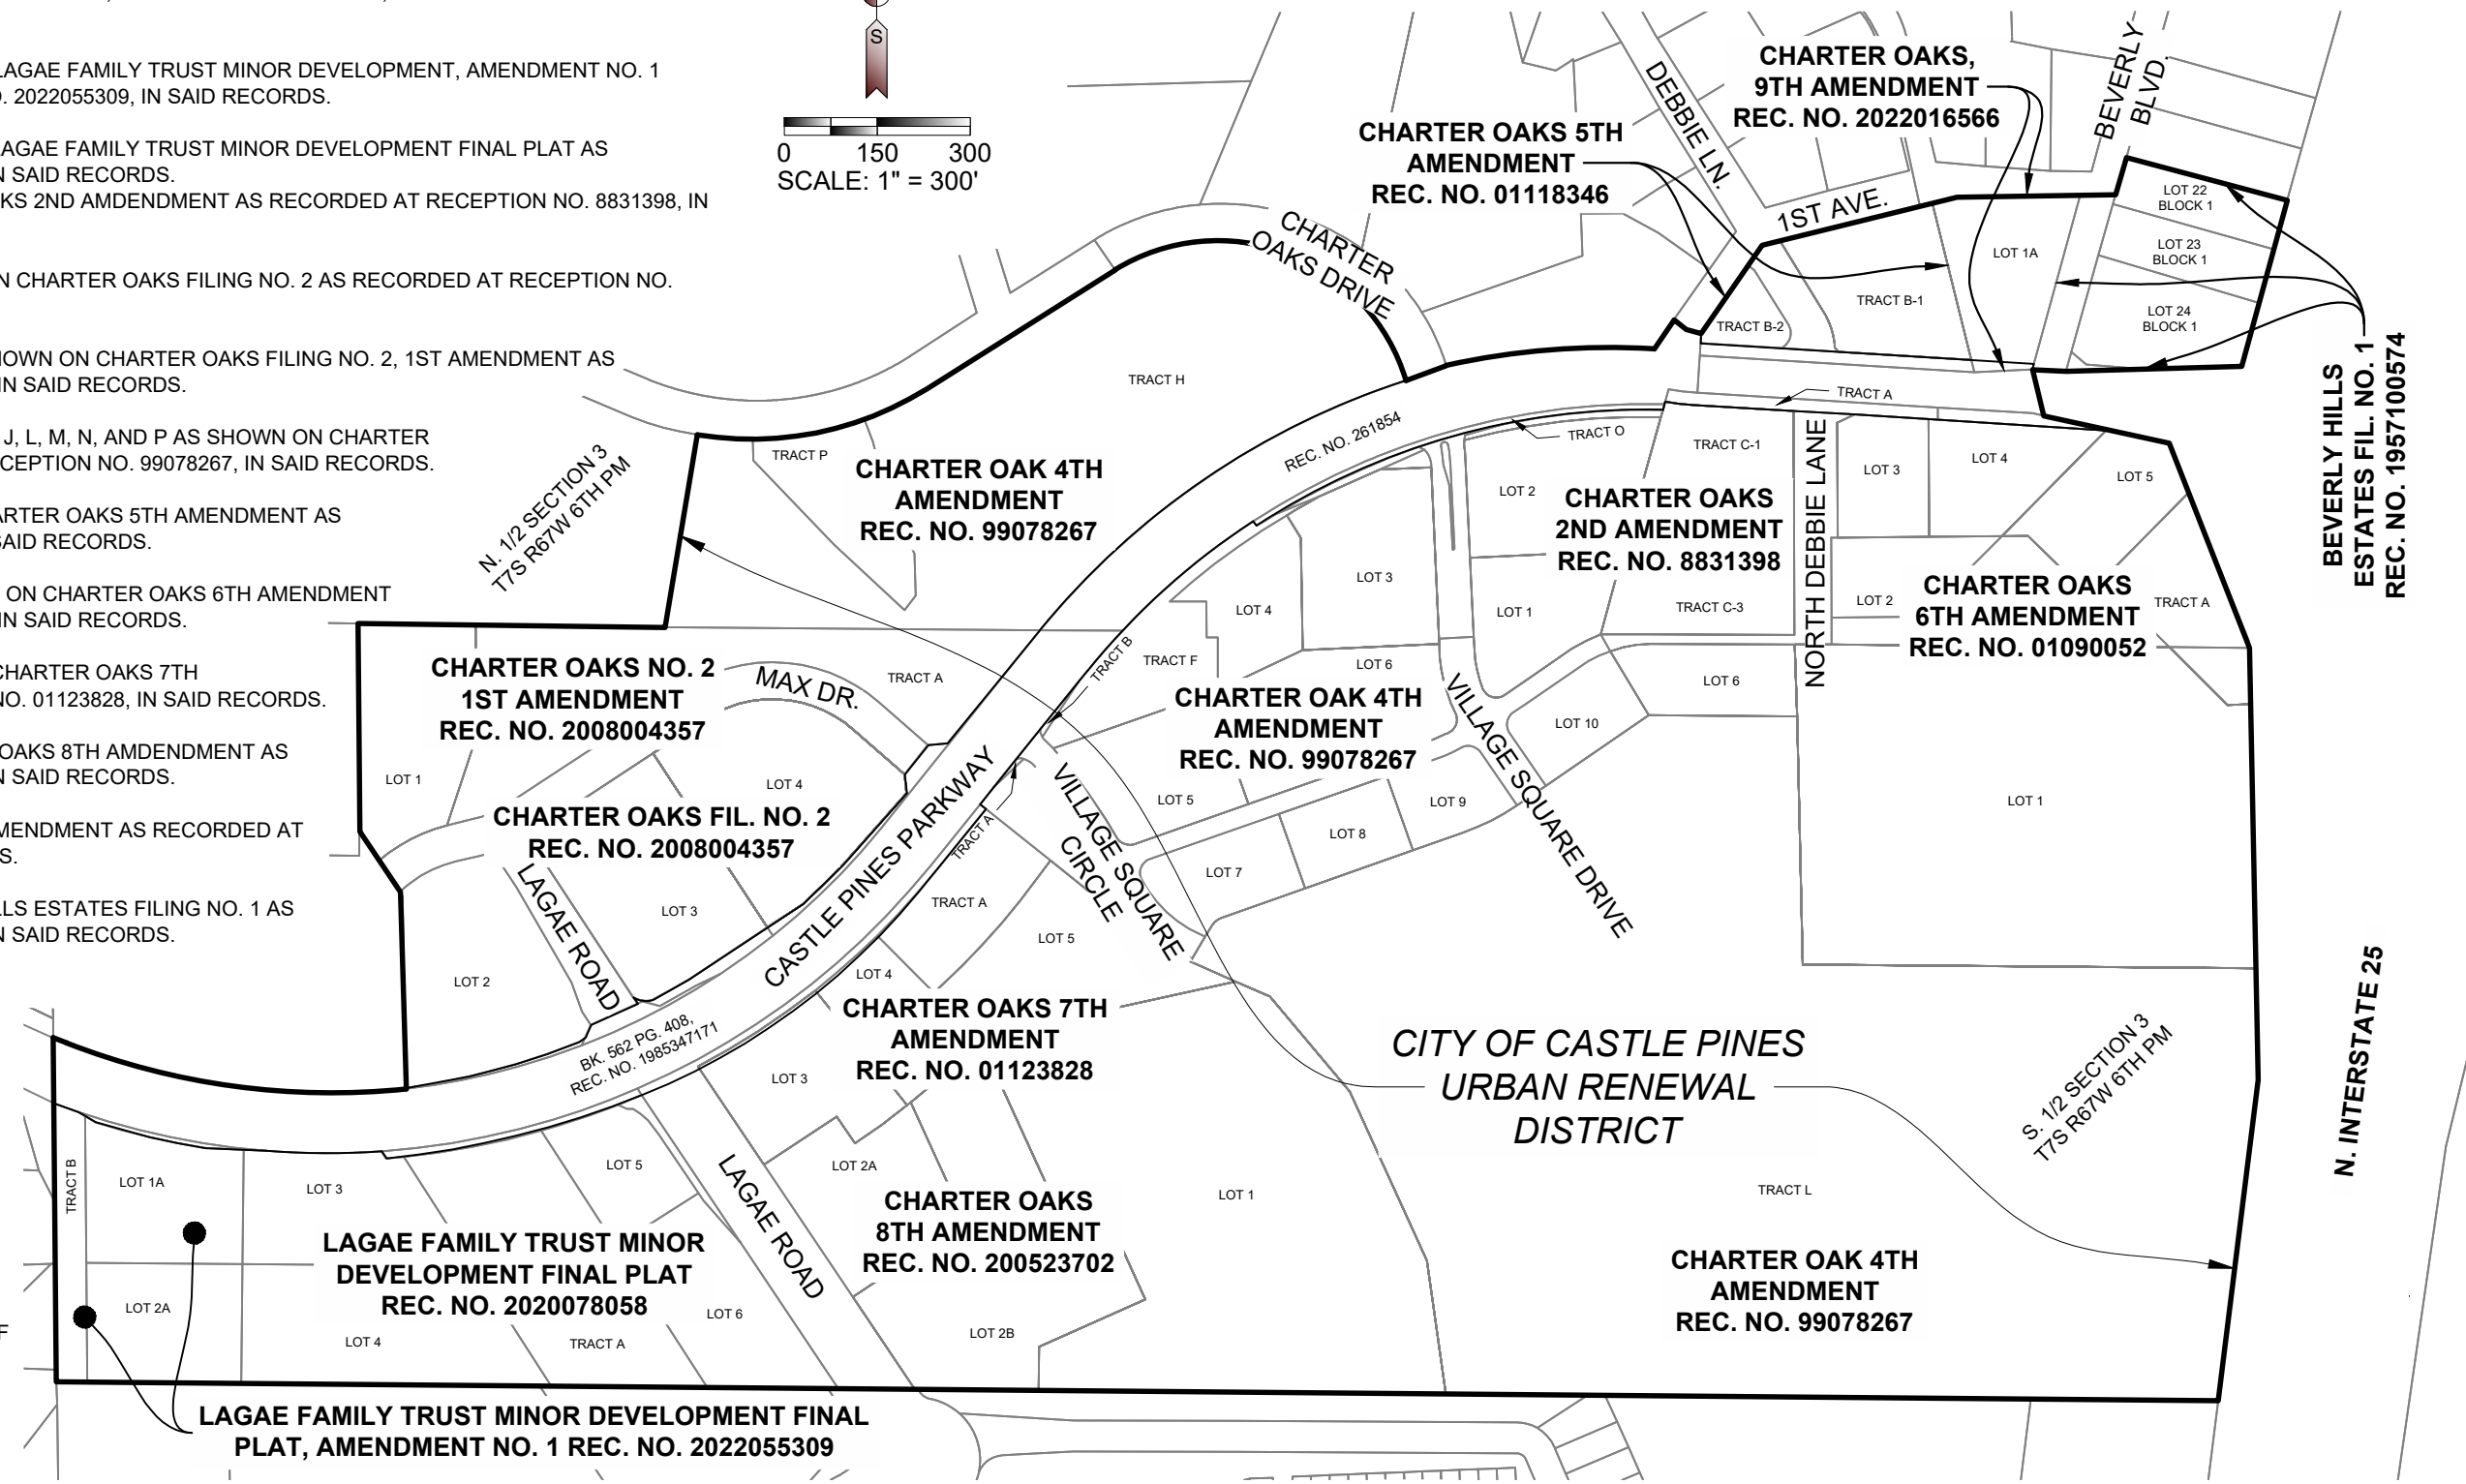 S
0 150 300
SCALE: 1" = 300'
LAGAE FAMILY TRUST MINOR DEVELOPMENT, AMENDMENT NO. 1
2022055309, IN SAID RECORDS.
LAGAE FAMILY TRUST MINOR DEVELOPMENT FINAL PLAT AS
IN SAID RECORDS.
KS 2ND AMDENDMENT AS RECORDED AT RECEPTION NO. 8831398, IN
N CHARTER OAKS FILING NO. 2 AS RECORDED AT RECEPTION NO.
HOWN ON CHARTER OAKS FILING NO. 2, 1ST AMENDMENT AS
IN SAID RECORDS.
J, L, M, N, AND P AS SHOWN ON CHARTER
CEPTION NO. 99078267, IN SAID RECORDS.
ARTER OAKS 5TH AMENDMENT AS
SAID RECORDS.
ON CHARTER OAKS 6TH AMENDMENT
IN SAID RECORDS.
CHARTER OAKS 7TH
NO. 01123828, IN SAID RECORDS.
OAKS 8TH AMDENDMENT AS
N SAID RECORDS.
MENDMENT AS RECORDED AT
S.
LLS ESTATES FILING NO. 1 AS
N SAID RECORDS.
F
CHARTER OAKS,
9TH AMENDMENT
REC. NO. 2022016566
CHARTER OAKS 5TH
AMENDMENT
REC. NO. 01118346
DEBBIE LN.
BEVERLY
BLVD.
1ST AVE.
LOT 22
BLOCK 1
LOT 23
BLOCK 1
LOT 24
BLOCK 1
LOT 1A
TRACT B-1
TRACT B-2
BEVERLY HILLS
ESTATES FIL. NO. 1
REC. NO. 1957100574
CHARTER
OAKS DRIVE
TRACT H
TRACT P
N. 1/2 SECTION 3
T7S R67W 6TH PM
CHARTER OAK 4TH
AMENDMENT
REC. NO. 99078267
REC. NO. 261854
TRACT A
TRACT O
TRACT C-1
LOT 2
CHARTER OAKS
2ND AMENDMENT
REC. NO. 8831398
TRACT C-3
LOT 1
NORTH DEBBIE LANE
LOT 3
LOT 4
LOT 5
LOT 2
CHARTER OAKS
6TH AMENDMENT
REC. NO. 01090052
TRACT A
LOT 6
LOT 10
LOT 3
LOT 4
LOT 6
TRACT F
TRACT B
CHARTER OAK 4TH
AMENDMENT
REC. NO. 99078267
VILLAGE SQUARE DRIVE
LOT 5
LOT 9
LOT 8
LOT 7
VILLAGE SQUARE
CIRCLE
LOT 1
CHARTER OAKS NO. 2
1ST AMENDMENT
REC. NO. 2008004357
MAX DR.
TRACT A
LOT 1
LOT 4
CHARTER OAKS FIL. NO. 2
REC. NO. 2008004357
LAGAE ROAD
LOT 3
LOT 2
CASTLE PINES PARKWAY
TRACT A
TRACT A
LOT 5
LOT 4
CHARTER OAKS 7TH
AMENDMENT
REC. NO. 01123828
BK. 562 PG. 408,
REC. NO. 198534717​1
LOT 3
LOT 2A
CHARTER OAKS
8TH AMENDMENT
REC. NO. 200523702
LOT 2B
LOT 1
CITY OF CASTLE PINES
URBAN RENEWAL
DISTRICT
S. 1/2 SECTION 3
T7S R67W 6TH PM
N. INTERSTATE 25
TRACT L
CHARTER OAK 4TH
AMENDMENT
REC. NO. 99078267
TRACT B
LOT 1A
LOT 3
LOT 5
LAGAE ROAD
LAGAE FAMILY TRUST MINOR
DEVELOPMENT FINAL PLAT
REC. NO. 2020078058
LOT 2A
LOT 4
TRACT A
LOT 6
LAGAE FAMILY TRUST MINOR DEVELOPMENT FINAL
PLAT, AMENDMENT NO. 1 REC. NO. 2022055309